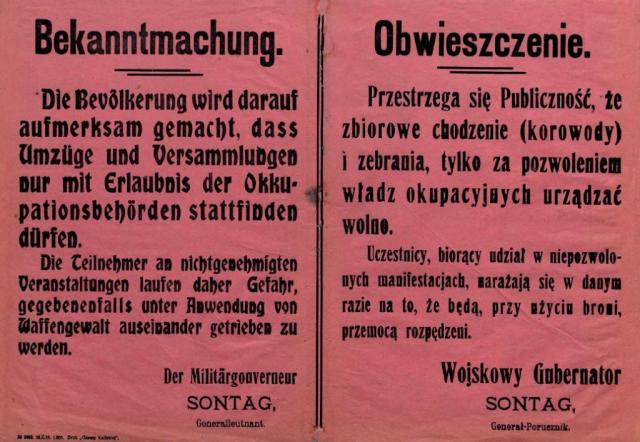 Bekanntmachung.
Die Bevölkerung wird darauf
aufmerksam gemacht, dass
Umzüge und Versammlungen
nur mit Erlaubnis der Okku-
pationsbehörden stattfinden
dürfen.
Die Teilnehmer an nichtgenehmigten
Veranstaltungen laufen daher Gefahr,
gegebenenfalls unter Anwendung von
Waffengewalt auseinander getrieben zu
werden.
Der Militärgouverneur
SONTAG,
Generalleutnant.
Obwieszczenie.
Przestrzega się Publiczność, że
zbiorowe chodzenie (korowody)
i zebrania, tylko za pozwoleniem
władz okupacyjnych urządzać
wolno.
Uczestnicy, biorący udział w niepozwolo-
nych manifestacjach, narażają się w danym
razie na to, że będą, przy użyciu broni,
przemocą rozpędzeni.
Wojskowy Gubernator
SONTAG,
Generał-Porucznik.